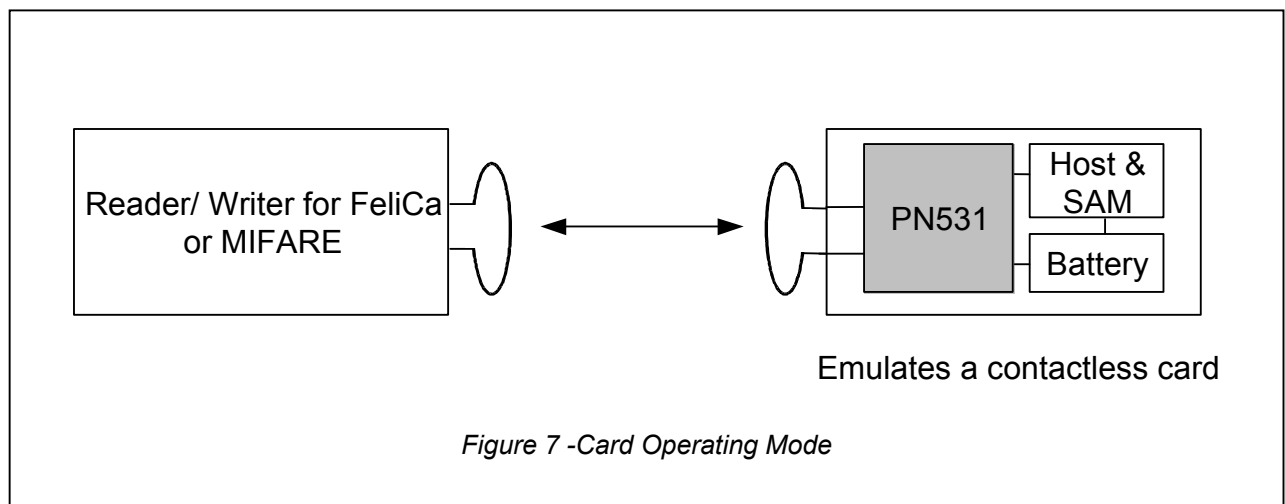 Reader/ Writer for FeliCa
or MIFARE
PN531
Host &
SAM
Battery
Emulates a contactless card
Figure 7 -Card Operating Mode